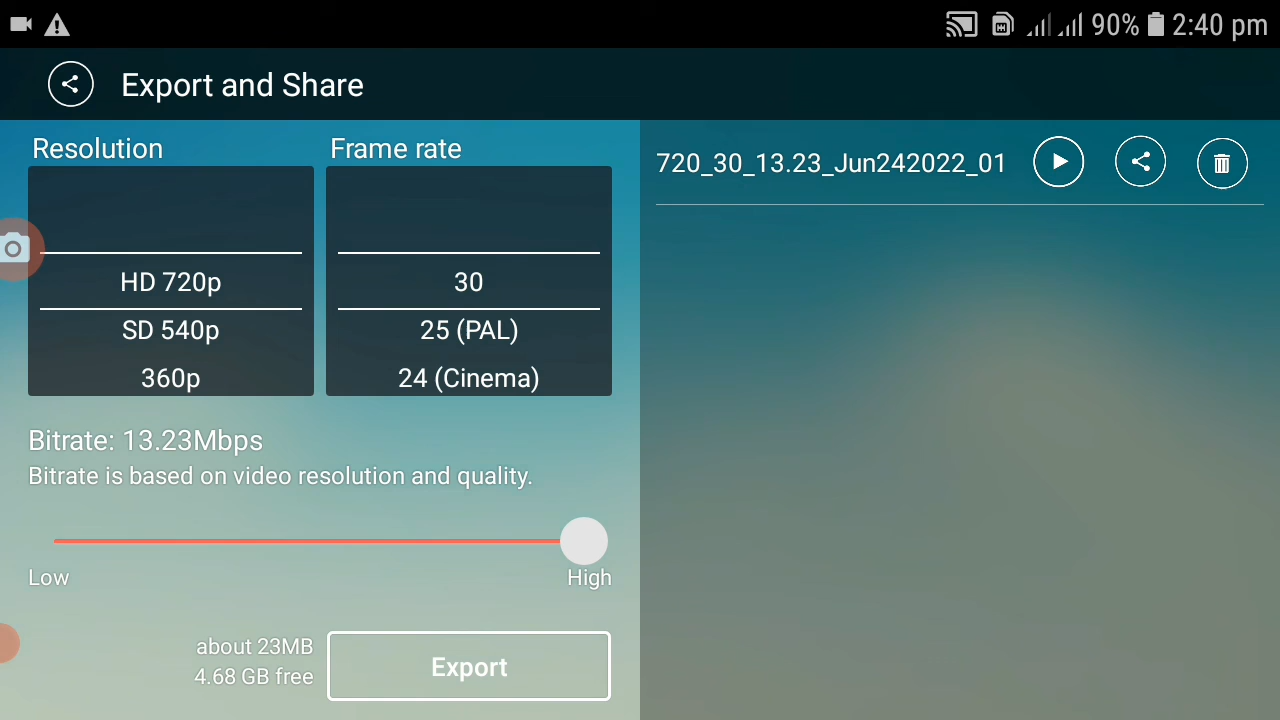 90% 2:40 pm
Export and Share
Resolution
Frame rate
HD 720p
SD 540p
360p
30
25 (PAL)
24 (Cinema)
Bitrate: 13.23Mbps
Bitrate is based on video resolution and quality.
Low
High
about 23MB
4.68 GB free
Export
720_30_13.23_Jun242022_01